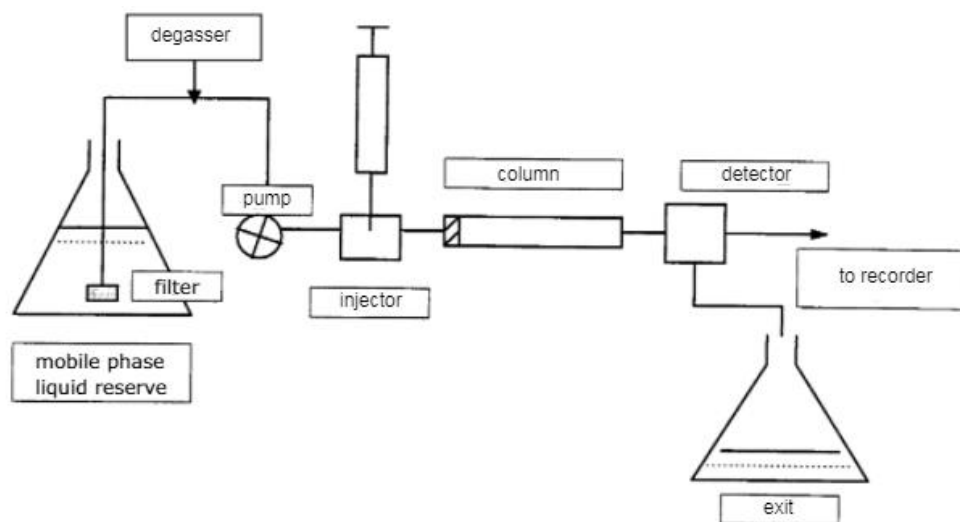 degasser
pump
column
detector
filter
injector
to recorder
mobile phase
liquid reserve
exit